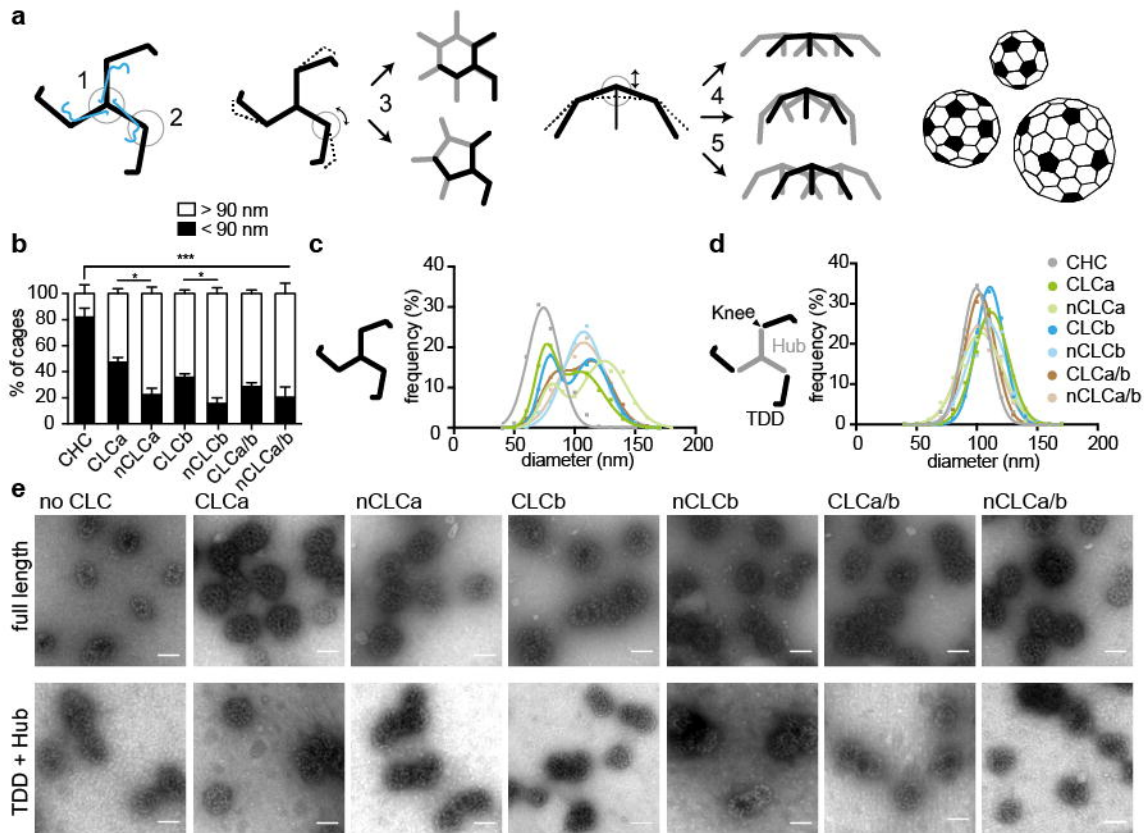 a
1
2
3
4
5
b
> 90 nm
< 90 nm
***
*
*
% of cages
100
80
60
40
20
0
CHC
CLCa
nCLCa
CLCb
nCLCb
CLCa/b
nCLCa/b
c
frequency (%)
40
30
20
10
0
0 50 100 150 200
diameter (nm)
d
Knee
Hub
TDD
frequency (%)
40
30
20
10
0
0 50 100 150 200
diameter (nm)
CHC
CLCa
nCLCa
CLCb
nCLCb
CLCa/b
nCLCa/b
e
no CLC CLCa nCLCa CLCb nCLCb CLCa/b nCLCa/b
full length
TDD + Hub